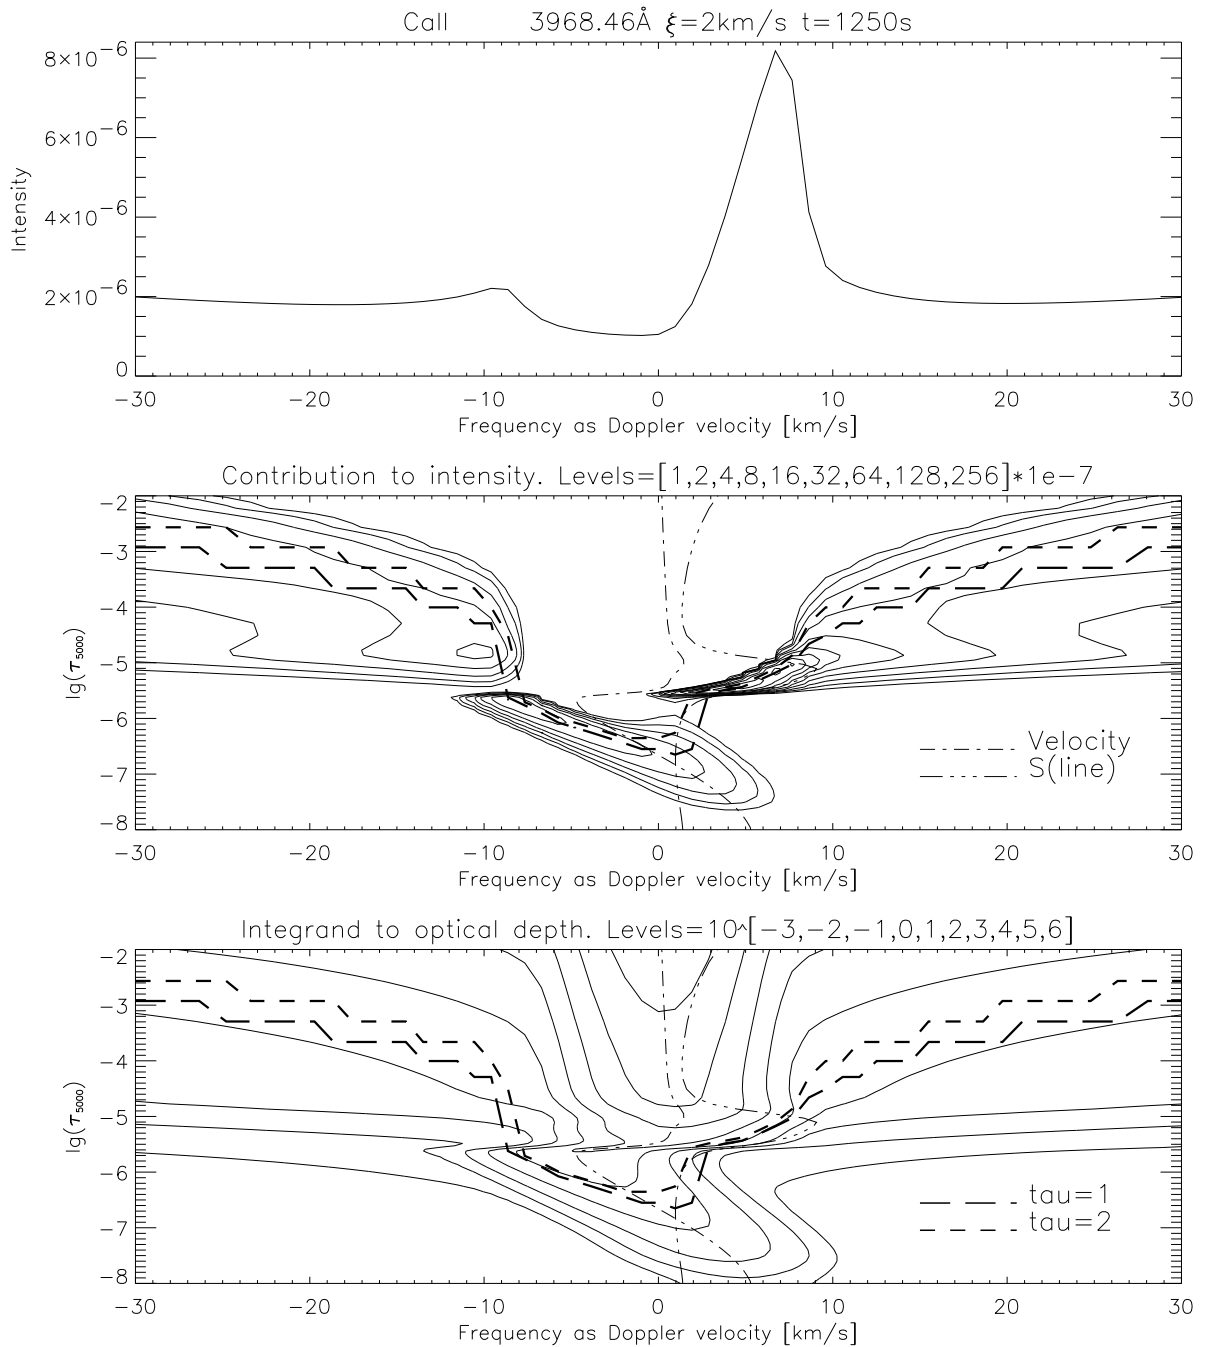 CaII 3968.46Å ξ=2km/s t=1250s
8×10−6
6×10−6
4×10−6
2×10−6
0
Intensity
−30 −20 −10 0 10 20 30
Frequency as Doppler velocity [km/s]
Contribution to intensity. Levels=[1,2,4,8,16,32,64,128,256]*1e−7
−2
−3
−4
−5
−6
−7
−8
lg(τ5000)
Velocity
S(line)
−30 −20 −10 0 10 20 30
Frequency as Doppler velocity [km/s]
Integrand to optical depth. Levels=10^[−3,−2,−1,0,1,2,3,4,5,6]
−2
−3
−4
−5
−6
−7
−8
lg(τ5000)
tau=1
tau=2
−30 −20 −10 0 10 20 30
Frequency as Doppler velocity [km/s]